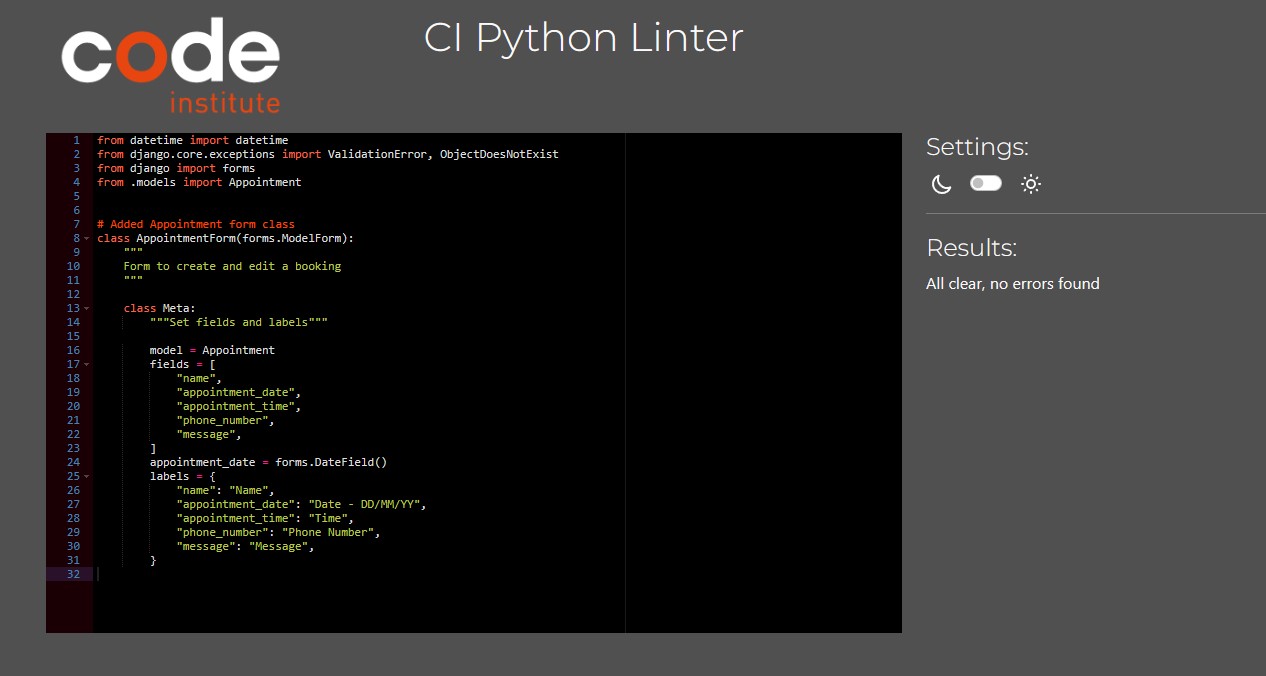 code
institute
CI Python Linter
1 from datetime import datetime
2 from django.core.exceptions import ValidationError, ObjectDoesNotExist
3 from django import forms
4 from .models import Appointment
5
6
7 # Added Appointment form class
8 class AppointmentForm(forms.ModelForm):
9     """
10     Form to create and edit a booking
11     """
12
13     class Meta:
14         """Set fields and labels"""
15
16         model = Appointment
17         fields = [
18             "name",
19             "appointment_date",
20             "appointment_time",
21             "phone_number",
22             "message",
23         ]
24         appointment_date = forms.DateField()
25         labels = {
26             "name": "Name",
27             "appointment_date": "Date - DD/MM/YY",
28             "appointment_time": "Time",
29             "phone_number": "Phone Number",
30             "message": "Message",
31         }
32
Settings:
Results:
All clear, no errors found